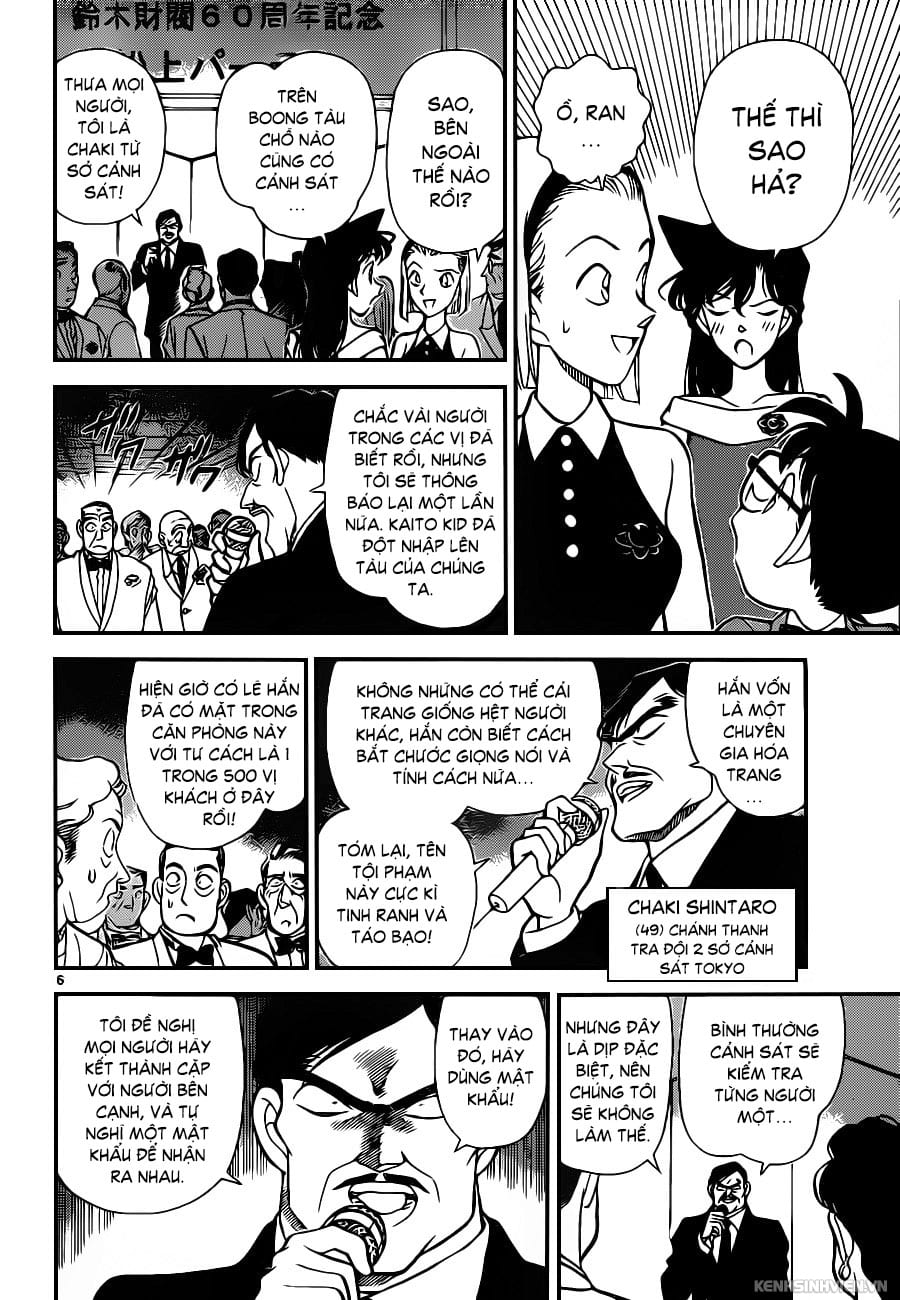 THẾ THÌ
SAO
HẢ?
Ồ, RAN
...
SAO,
BÊN
NGOÀI
THẾ NÀO
RỒI?
TRÊN
BOONG TÀU
CHỖ NÀO
CŨNG CÓ
CẢNH SÁT
...
THƯA MỌI
NGƯỜI,
TÔI LÀ
CHAKI TỪ
SỞ CẢNH
SÁT!
鈴木財閥60周年記念
上パーテ
CHẮC VÀI NGƯỜI
TRONG CÁC VỊ ĐÃ
BIẾT RỒI, NHƯNG
TÔI SẼ THÔNG
BÁO LẠI MỘT LẦN
NỮA. KAITO KID ĐÃ
ĐỘT NHẬP LÊN
TÀU CỦA CHÚNG
TA.
ザワ
ザワ
HẮN VỐN
LÀ MỘT
CHUYÊN
GIA HÓA
TRANG
...
KHÔNG NHỮNG CÓ THỂ CẢI
TRANG GIỐNG HỆT NGƯỜI
KHÁC, HẮN CÒN BIẾT CÁCH
BẮT CHƯỚC GIỌNG NÓI VÀ
TÍNH CÁCH NỮA...
TÓM LẠI, TÊN
TỘI PHẠM
NÀY CỰC KÌ
TINH RANH VÀ
TÁO BẠO!
CHAKI SHINTARO
(49) CHÁNH THANH
TRA ĐỘI 2 SỞ CẢNH
SÁT TOKYO
HIỆN GIỜ CÓ LẼ HẮN
ĐÃ CÓ MẶT TRONG
CĂN PHÒNG NÀY
VỚI TƯ CÁCH LÀ 1
TRONG 500 VỊ
KHÁCH Ở ĐÂY
RỒI!
6
BÌNH THƯỜNG
CẢNH SÁT SẼ
KIỂM TRA
TỪNG NGƯỜI
MỘT...
NHƯNG ĐÂY
LÀ DỊP ĐẶC
BIỆT, NÊN
CHÚNG TÔI
SẼ KHÔNG
LÀM THẾ.
THAY VÀO
ĐÓ, HÃY
DÙNG MẬT
KHẨU!
TÔI ĐỀ NGHỊ
MỌI NGƯỜI HÃY
KẾT THÀNH CẶP
VỚI NGƯỜI BÊN
CẠNH, VÀ TỰ
NGHĨ MỘT MẬT
KHẨU ĐỂ NHẬN
RA NHAU.
KENHSINHVIEN.VN